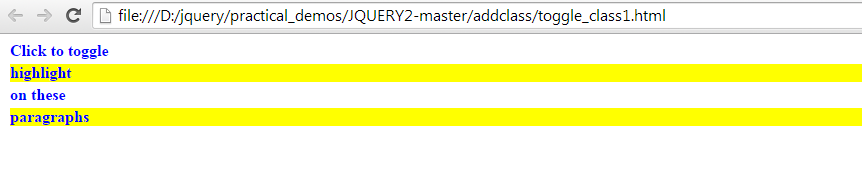 file:///D:/jquery/practical_demos/JQUERY2-master/addclass/toggle_class1.html
Click to toggle
highlight
on these
paragraphs